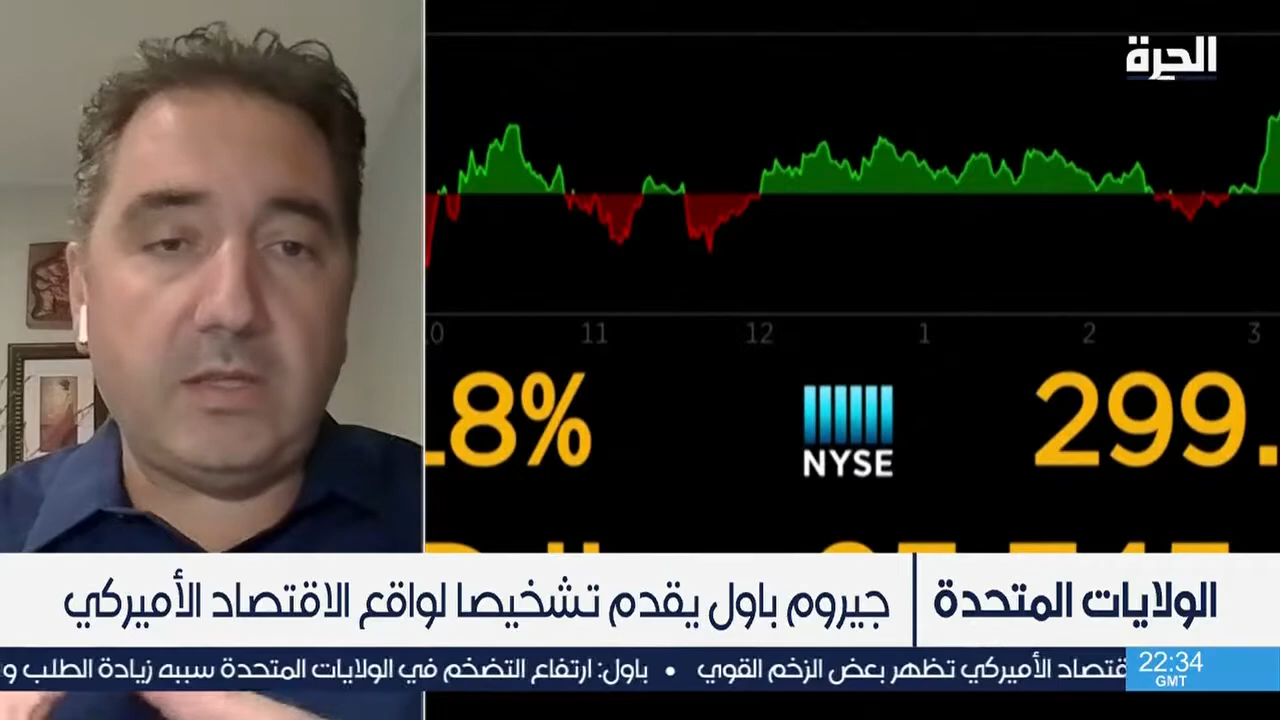 الحرة
11 12 1 2 3
8%
NYSE
299.
الولايات المتحدة
جيروم باول يقدم تشخيصا لواقع الاقتصاد الأميركي
الأميركي تظهر بعض الزخم القوي • باول: ارتفاع التضخم في الولايات المتحدة سببه زيادة الطلب و
22:34
GMT